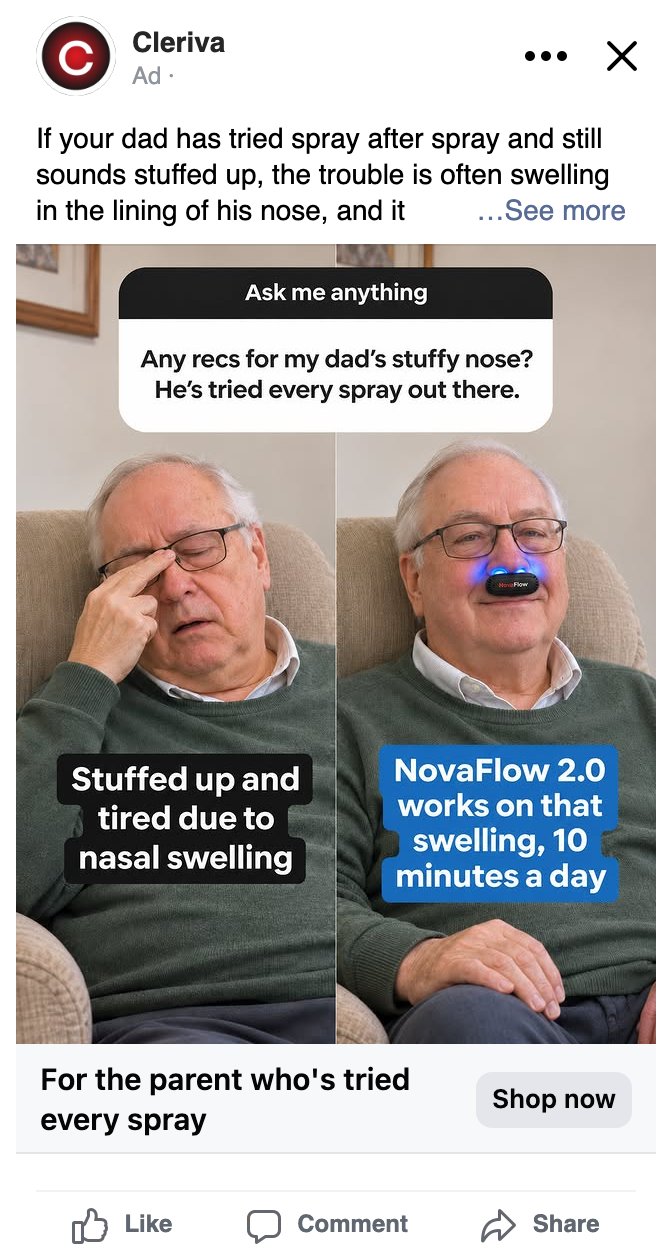 Cleriva
Ad ·
If your dad has tried spray after spray and still
sounds stuffed up, the trouble is often swelling
in the lining of his nose, and it ...See more
Ask me anything
Any recs for my dad's stuffy nose?
He's tried every spray out there.
NovaFlow
Stuffed up and
tired due to
nasal swelling
NovaFlow 2.0
works on that
swelling, 10
minutes a day
For the parent who's tried
every spray
Shop now
Like
Comment
Share